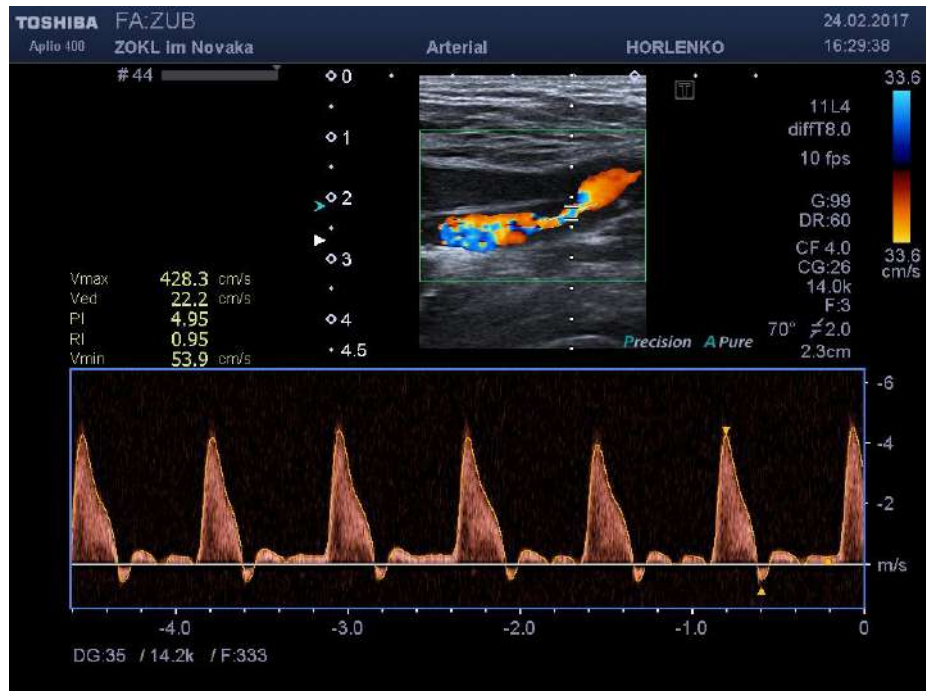 TOSHIBA FA:ZUB 24.02.2017
Aplio 400 ZOKL im Novaka Arterial HORLENKO 16:29:38
#44
0
1
2
3
4
4.5
T
33.6
11L4
diffT8.0
10 fps
G:99
DR:60
CF 4.0
CG:26
14.0k
F:3
70° ≠2.0
2.3cm
33.6
cm/s
Precision A Pure
Vmax 428.3 cm/s
Ved 22.2 cm/s
PI 4.95
RI 0.95
Vmin 53.9 cm/s
-6
-4
-2
m/s
-4.0 -3.0 -2.0 -1.0 0
DG:35 / 14.2k / F:333